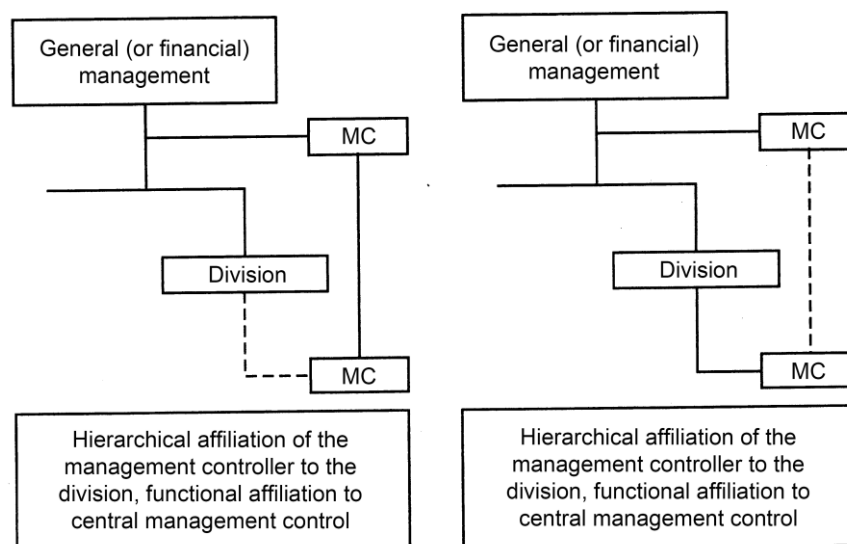 General (or financial)
management
MC
Division
MC
Hierarchical affiliation of the
management controller to the
division, functional affiliation to
central management control
General (or financial)
management
MC
Division
MC
Hierarchical affiliation of the
management controller to the
division, functional affiliation to
central management control